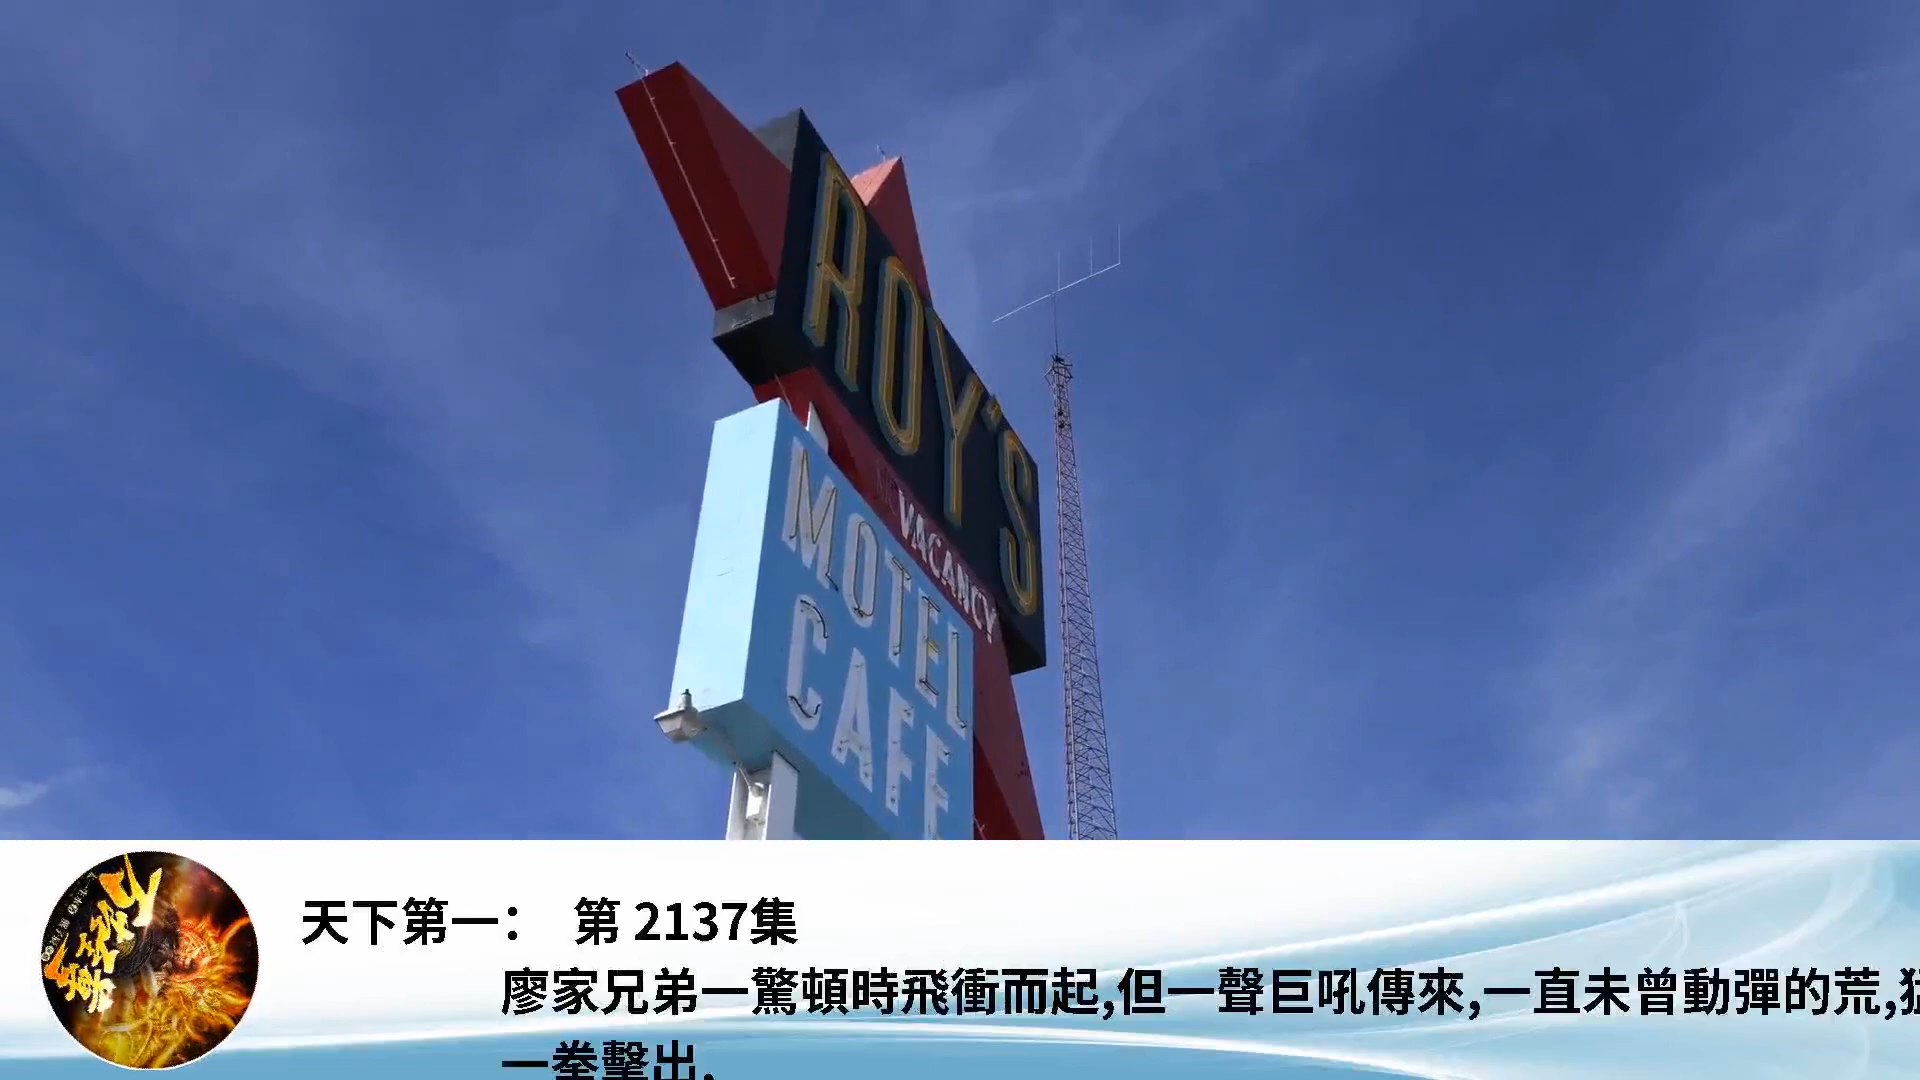 ROY'S
VACANCY
MOTEL
CAFE
天下第一： 第 2137集
廖家兄弟一驚頓時飛衝而起,但一聲巨吼傳來,一直未曾動彈的荒,猛
一拳擊出,